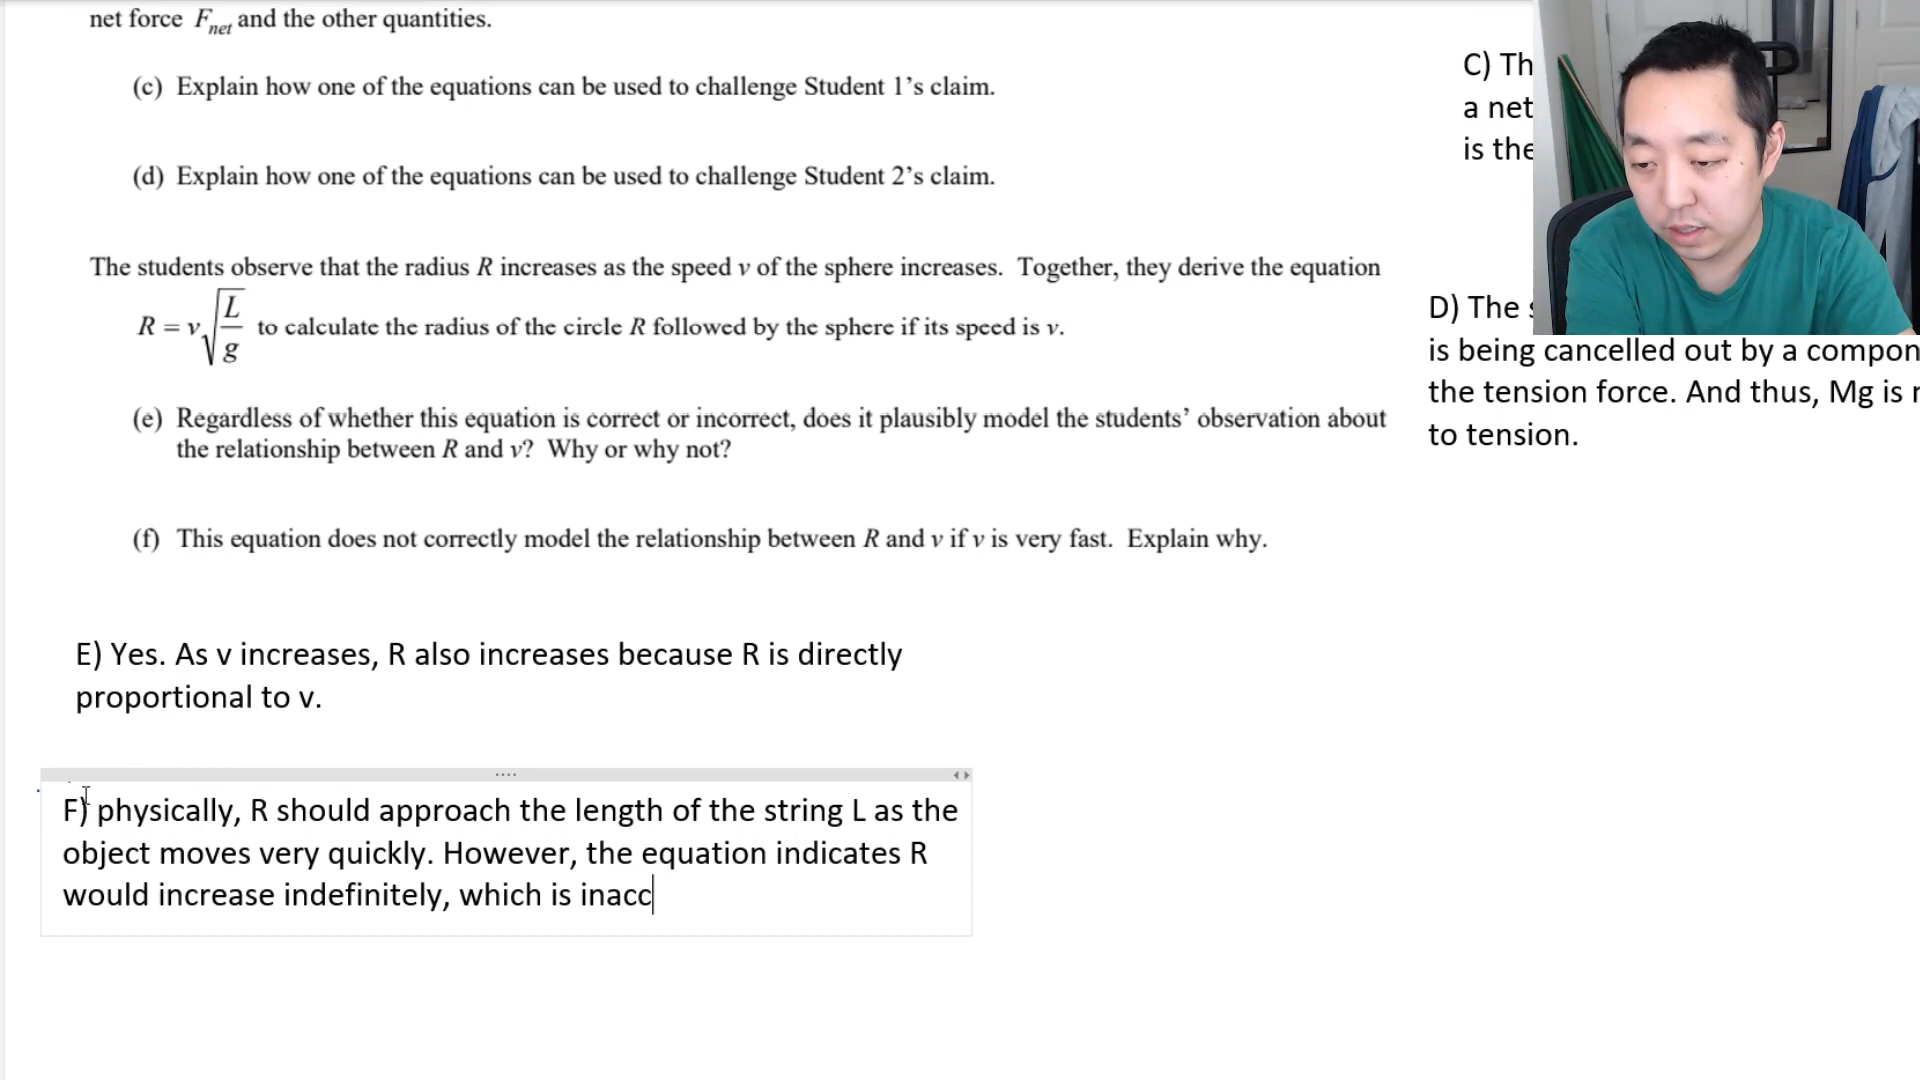 net force Fnet and the other quantities.
(c) Explain how one of the equations can be used to challenge Student 1’s claim.
(d) Explain how one of the equations can be used to challenge Student 2’s claim.
The students observe that the radius R increases as the speed v of the sphere increases. Together, they derive the equation
R = v√(L/g) to calculate the radius of the circle R followed by the sphere if its speed is v.
(e) Regardless of whether this equation is correct or incorrect, does it plausibly model the students’ observation about
the relationship between R and v? Why or why not?
(f) This equation does not correctly model the relationship between R and v if v is very fast. Explain why.
E) Yes. As v increases, R also increases because R is directly
proportional to v.
F) physically, R should approach the length of the string L as the
object moves very quickly. However, the equation indicates R
would increase indefinitely, which is inacc
C) Th
a net
is the
D) The
is being cancelled out by a compon
the tension force. And thus, Mg is
to tension.